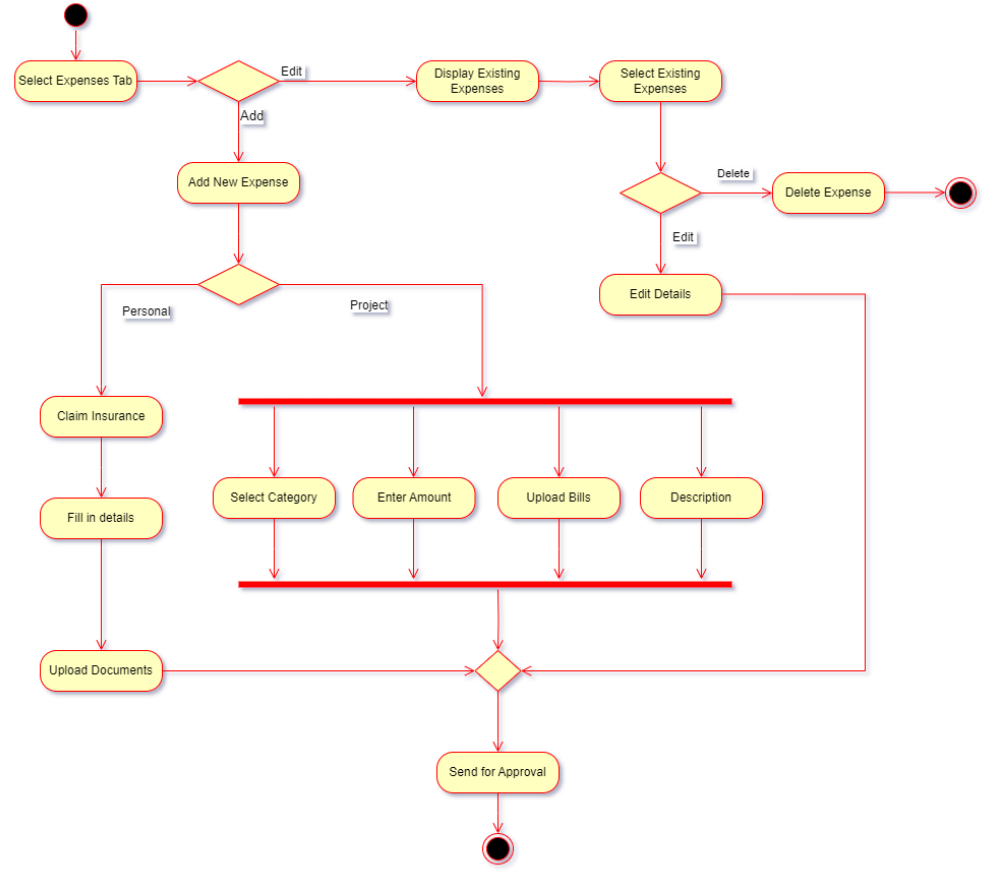 Select Expenses Tab
Edit
Display Existing
Expenses
Select Existing
Expenses
Add
Add New Expense
Delete
Delete Expense
Edit
Edit Details
Personal
Project
Claim Insurance
Select Category
Enter Amount
Upload Bills
Description
Fill in details
Upload Documents
Send for Approval